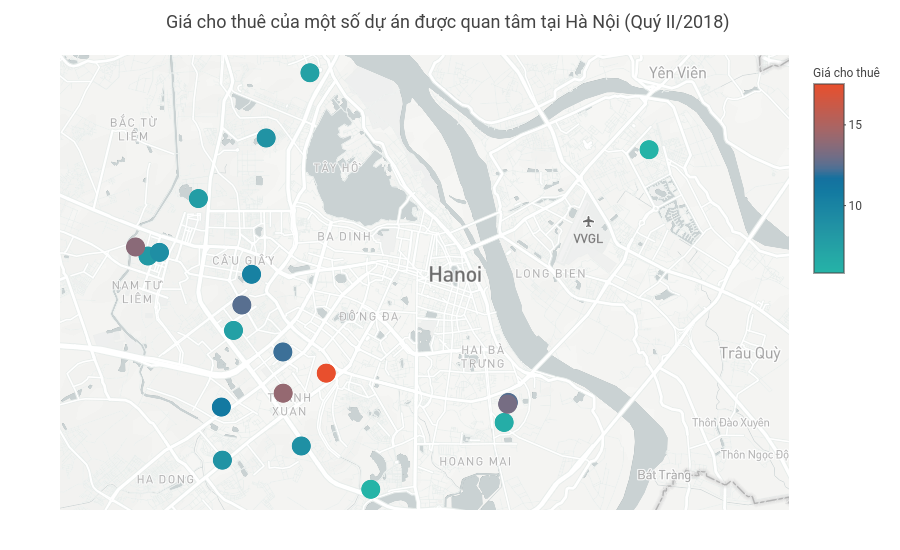 Giá cho thuê của một số dự án được quan tâm tại Hà Nội (Quý II/2018)
Giá cho thuê
15
10
Yên Viên
BẮC TỪ
LIÊM
TÂY HỒ
BA DINH
VVGL
CẦU GIẤY
Hanoi
LONG BIEN
NAM TỪ
LIÊM
ĐỐNG ĐA
HAI BÀ
TRƯNG
Trâu Quỳ
XUAN
Thôn Đào Xuyên
Thôn Ngọc Độ
HOANG MAI
HA DONG
Bát Tràng